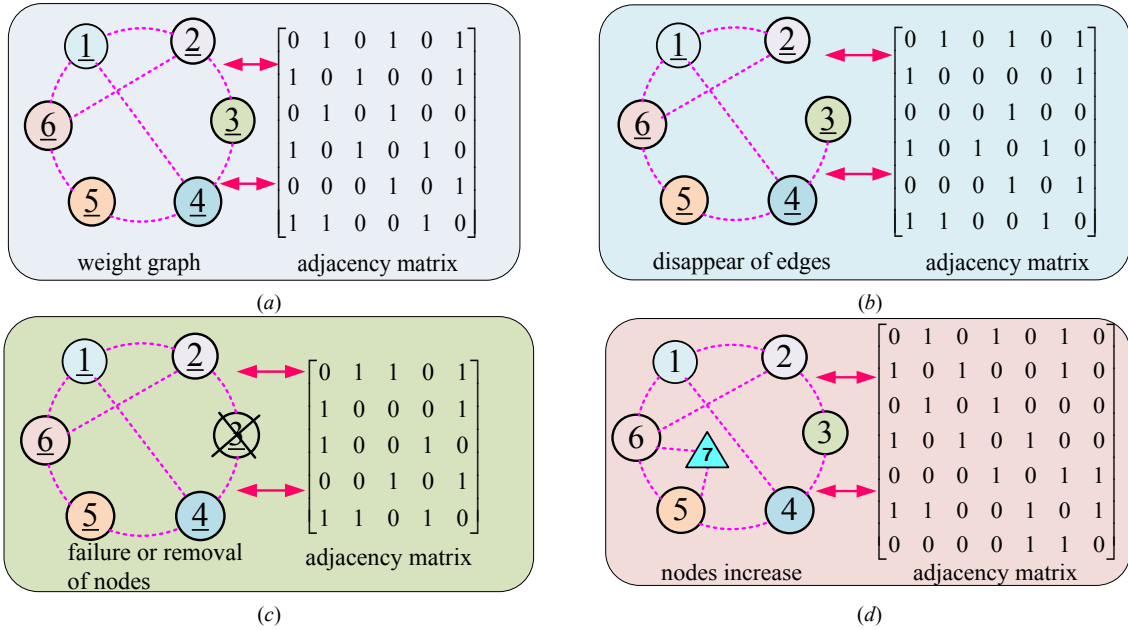 1
2
3
4
5
6
0 1 0 1 0 1
1 0 1 0 0 1
0 1 0 1 0 0
1 0 1 0 1 0
0 0 0 1 0 1
1 1 0 0 1 0
weight graph
adjacency matrix
(a)
1
2
3
4
5
6
0 1 0 1 0 1
1 0 0 0 0 1
0 0 0 1 0 0
1 0 1 0 1 0
0 0 0 1 0 1
1 1 0 0 1 0
disappear of edges
adjacency matrix
(b)
1
2
3
4
5
6
0 1 1 0 1
1 0 0 0 1
1 0 0 1 0
0 0 1 0 1
1 1 0 1 0
failure or removal
of nodes
adjacency matrix
(c)
1
2
3
4
5
6
7
0 1 0 1 0 1 0
1 0 1 0 0 1 0
0 1 0 1 0 0 0
1 0 1 0 1 0 0
0 0 0 1 0 1 1
1 1 0 0 1 0 1
0 0 0 0 1 1 0
nodes increase
adjacency matrix
(d)